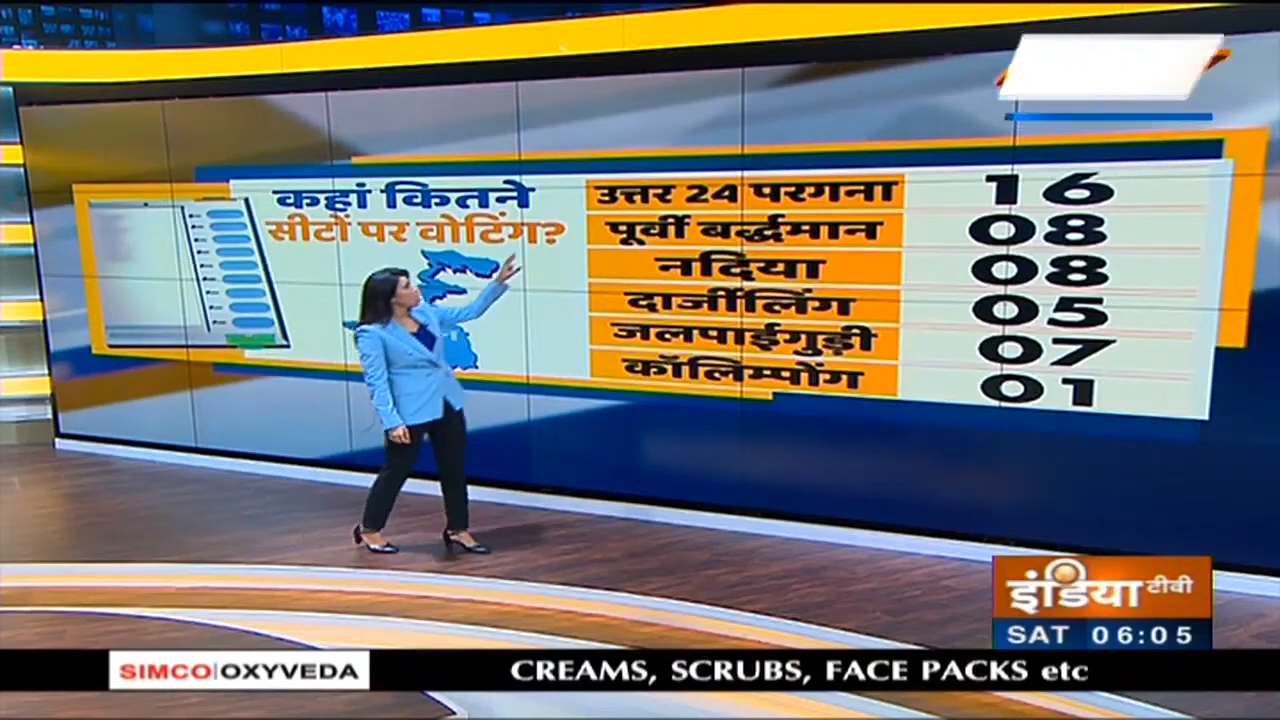 कहां कितने
सीटों पर वोटिंग?
उत्तर 24 परगना 16
पूर्वी बर्द्धमान 08
नदिया 08
दार्जीलिंग 05
जलपाईगुड़ी 07
कॉलिम्पोंग 01
इंडिया टीवी
SAT 06:05
SIMCO OXYVEDA CREAMS, SCRUBS, FACE PACKS etc